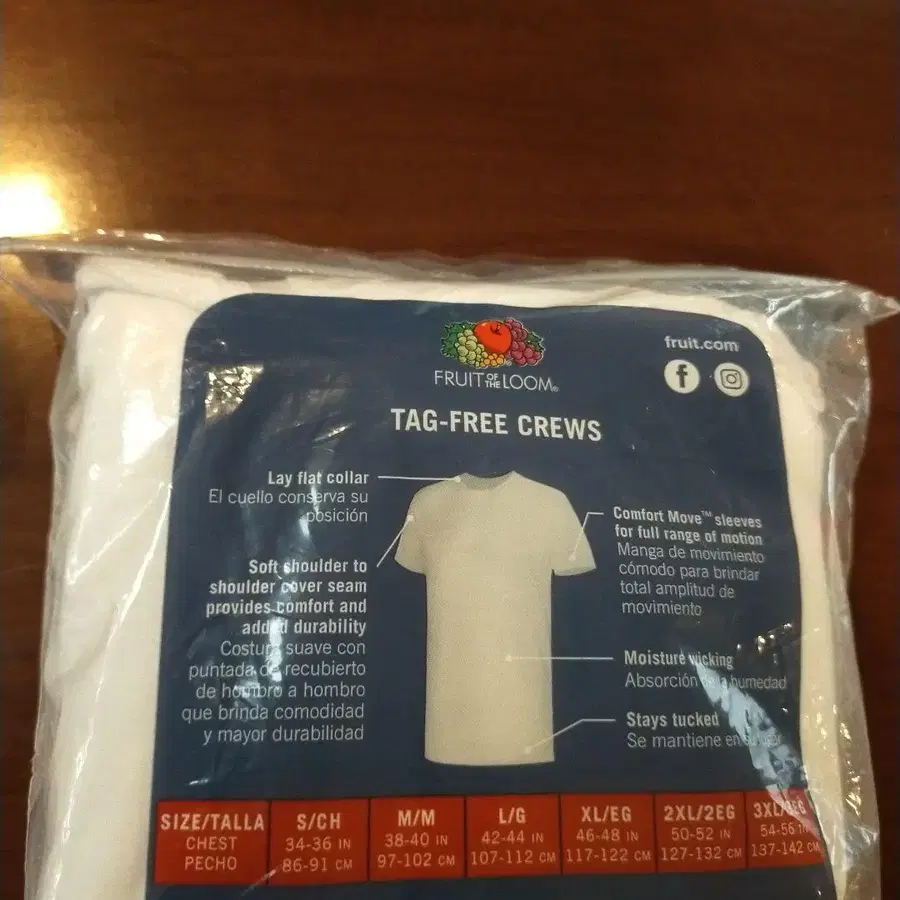 FRUIT OF THE LOOM®
fruit.com
TAG-FREE CREWS
Lay flat collar
El cuello conserva su
posición
Soft shoulder to
shoulder cover seam
provides comfort and
added durability
Costura suave con
puntada de recubierto
de hombro a hombro
que brinda comodidad
y mayor durabilidad
Comfort Move™ sleeves
for full range of motion
Manga de movimiento
cómodo para brindar
total amplitud de
movimiento
Moisture wicking
Absorción de la humedad
Stays tucked
Se mantiene en su
SIZE/TALLA S/CH M/M L/G XL/EG 2XL/2EG 3XL/3EG
CHEST 34-36 IN 38-40 IN 42-44 IN 46-48 IN 50-52 IN 54-56 IN
PECHO 86-91 CM 97-102 CM 107-112 CM 117-122 CM 127-132 CM 137-142 CM